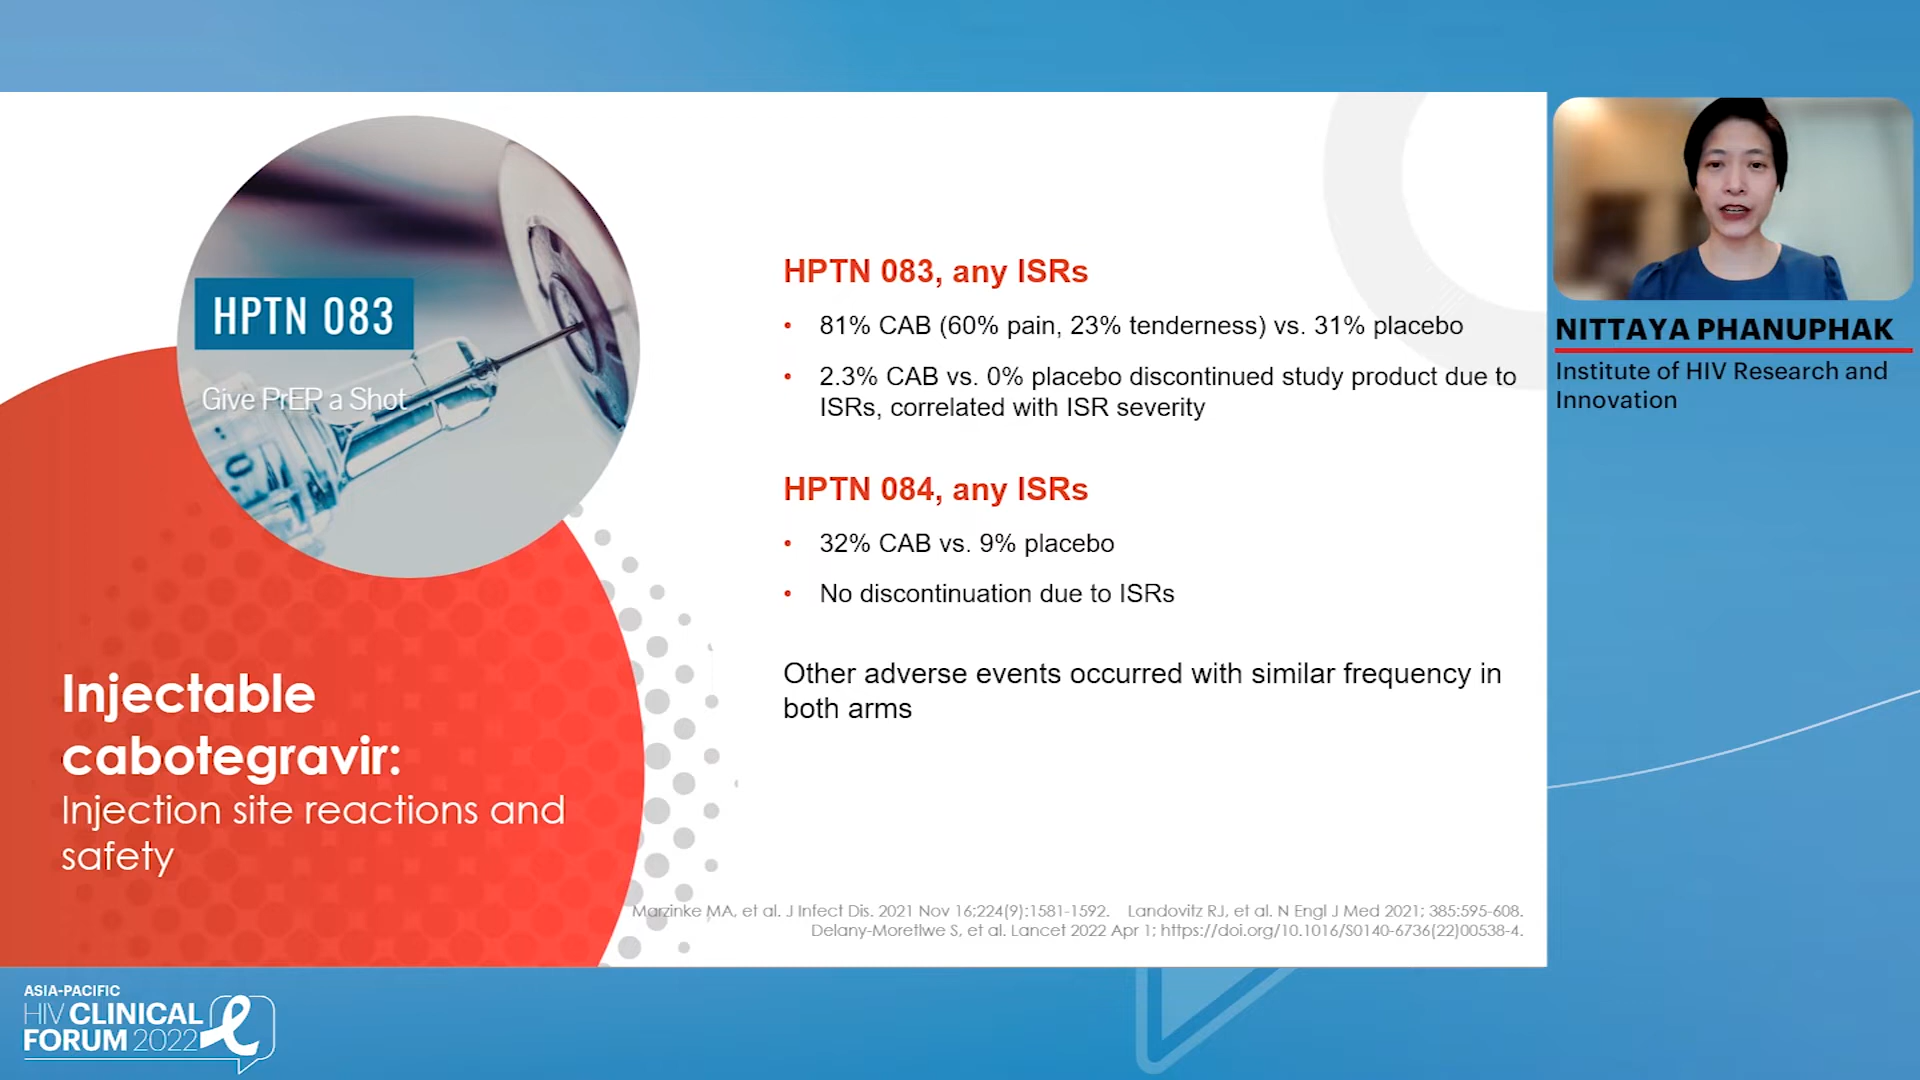 HPTN 083
Give PrEP a Shot
Injectable
cabotegravir:
Injection site reactions and
safety
HPTN 083, any ISRs
• 81% CAB (60% pain, 23% tenderness) vs. 31% placebo
• 2.3% CAB vs. 0% placebo discontinued study product due to
ISRs, correlated with ISR severity
HPTN 084, any ISRs
• 32% CAB vs. 9% placebo
• No discontinuation due to ISRs
Other adverse events occurred with similar frequency in
both arms
Marzinke MA, et al. J Infect Dis. 2021 Nov 16;224(9):1581-1592. Landovitz RJ, et al. N Engl J Med 2021; 385:595-608.
Delany-Moretlwe S, et al. Lancet 2022 Apr 1; https://doi.org/10.1016/S0140-6736(22)00538-4.
NITTAYA PHANUPHAK
Institute of HIV Research and
Innovation
ASIA-PACIFIC
HIV CLINICAL
FORUM 2022